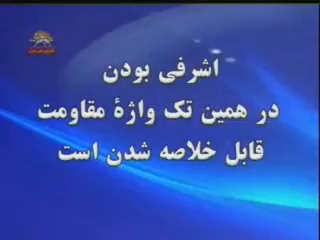 اشرفی بودن
در همین تک واژهٔ مقاومت
قابل خلاصه شدن است